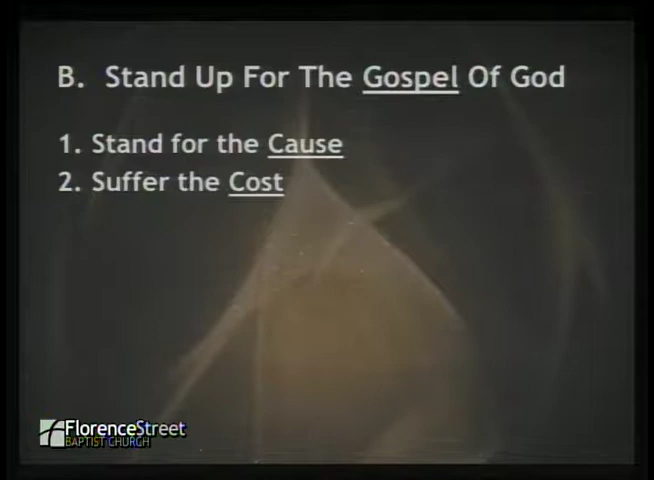 B. Stand Up For The Gospel Of God
1. Stand for the Cause
2. Suffer the Cost
FlorenceStreet
BAPTIST CHURCH